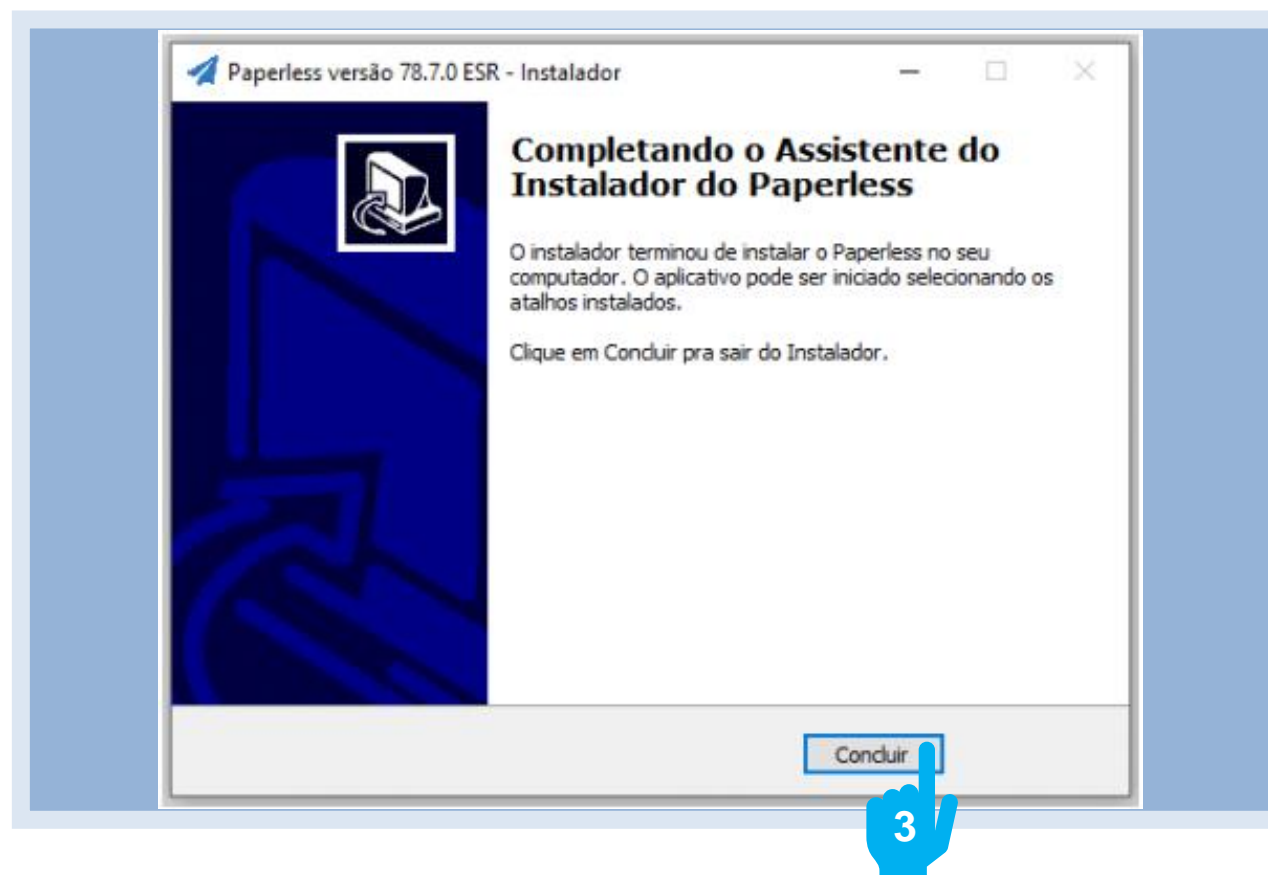 Paperless versão 78.7.0 ESR - Instalador
Completando o Assistente do
Instalador do Paperless
O instalador terminou de instalar o Paperless no seu
computador. O aplicativo pode ser iniciado selecionando os
atalhos instalados.
Clique em Concluir pra sair do Instalador.
Concluir
3